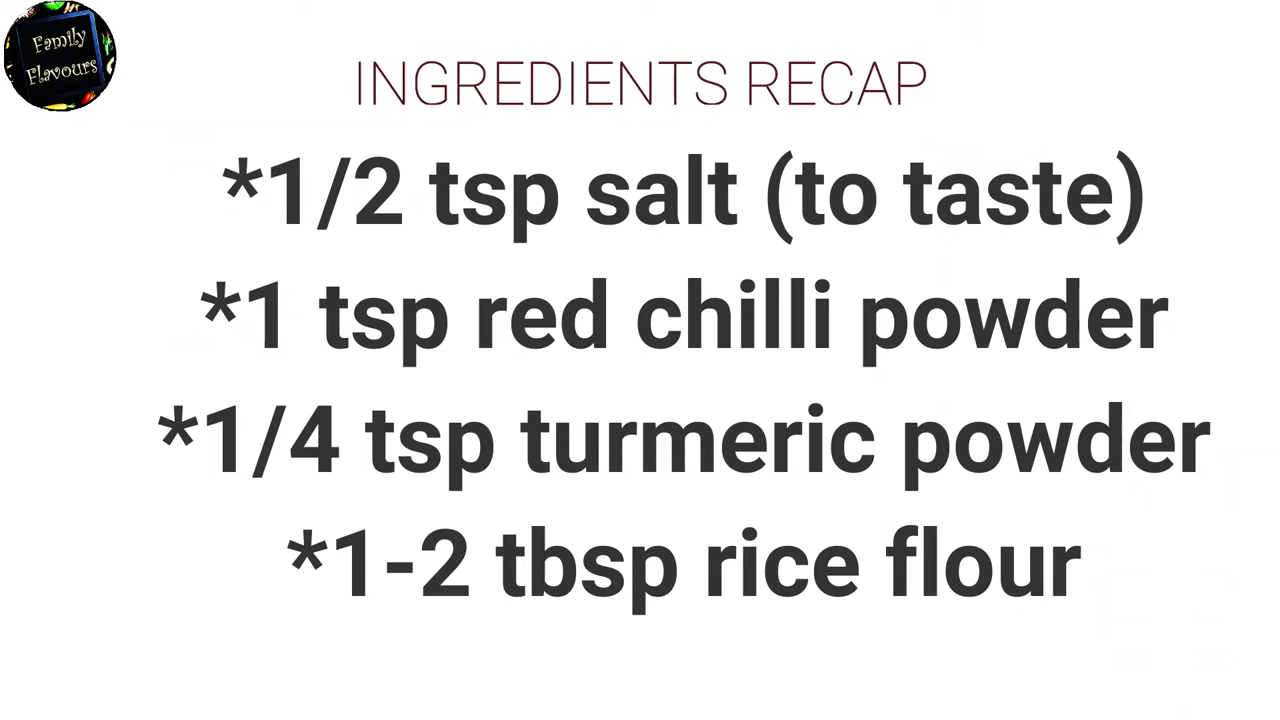 Family
Flavours
INGREDIENTS RECAP
*1/2 tsp salt (to taste)
*1 tsp red chilli powder
*1/4 tsp turmeric powder
*1-2 tbsp rice flour